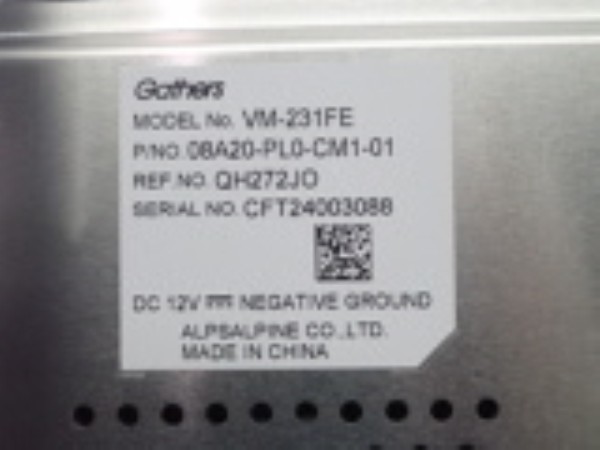 Gathers
MODEL No. VM-231FE
P/NO. 08A20-PL0-CM1-01
REF.NO. QH272JO
SERIAL NO. CFT24003088
DC 12V ⎓ NEGATIVE GROUND
ALPSALPINE CO.,LTD.
MADE IN CHINA